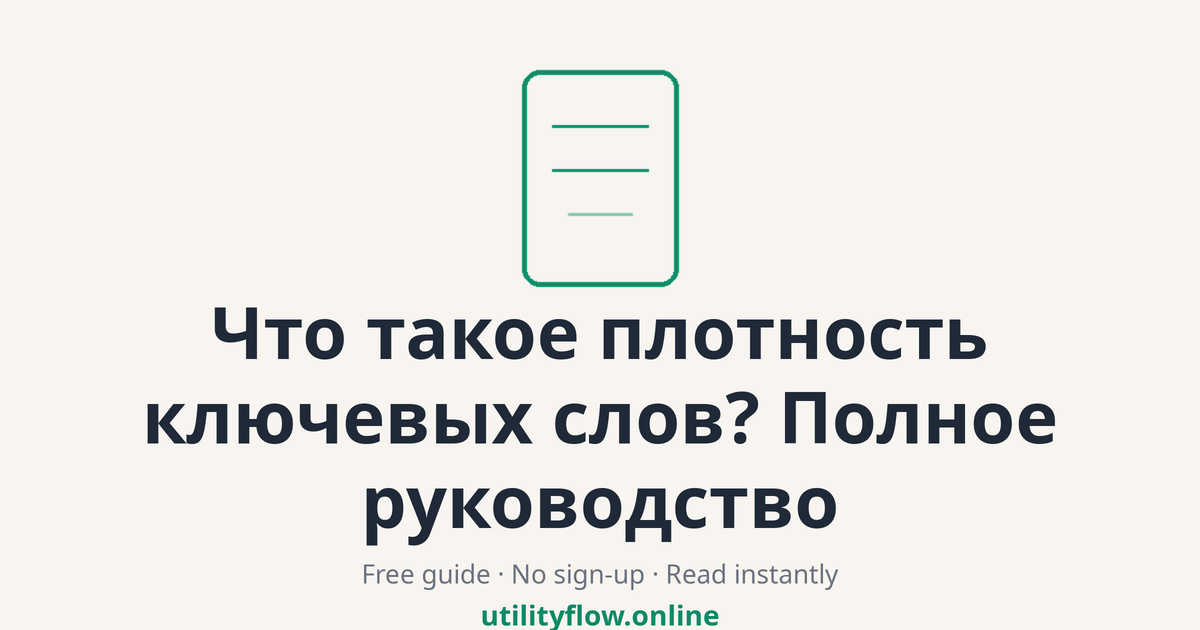 Что такое плотность
ключевых слов? Полное
руководство
Free guide · No sign-up · Read instantly
utilityflow.online